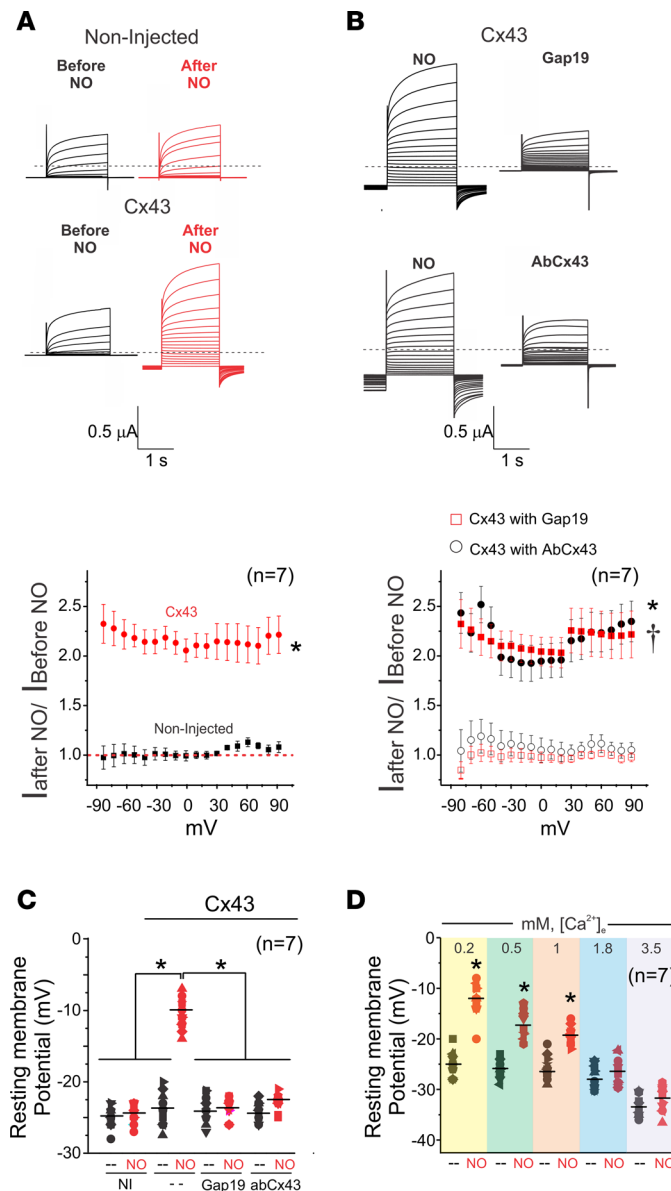 A
Non-Injected
Before NO
After NO
Cx43
Before NO
After NO
0.5 µA
1 s
B
Cx43
NO
Gap19
NO
AbCx43
0.5 µA
1 s
I after NO/ I Before NO
2.5
2.0
1.0
(n=7)
Cx43
*
Non-Injected
-90 -60 -30 0 30 60 90
mV
Cx43 with Gap19
Cx43 with AbCx43
I after NO/ I Before NO
2.5
2.0
1.0
(n=7)
*
†
-90 -60 -30 0 30 60 90
mV
C
Cx43
(n=7)
Resting membrane
Potential (mV)
0
-10
-20
-30
* *
-- NO -- NO -- NO -- NO
NI - - Gap19 abCx43
D
mM, [Ca²⁺]e
0.2 0.5 1 1.8 3.5
(n=7)
Resting membrane
Potential (mV)
0
-10
-20
-30
-40
* * *
-- NO -- NO -- NO -- NO -- NO